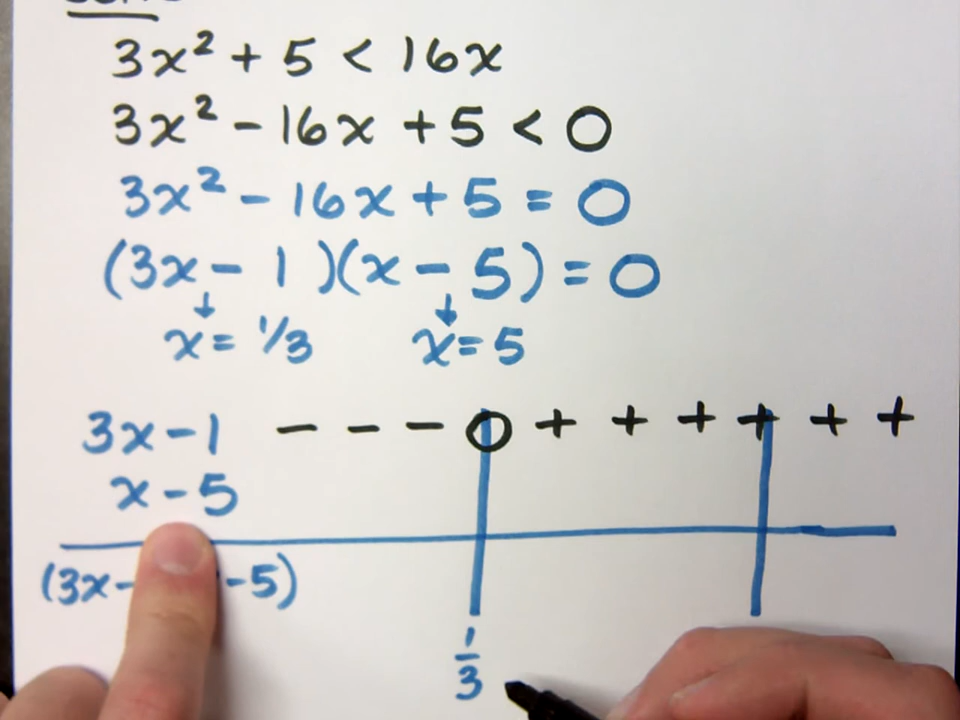 3x² + 5 < 16x
3x² - 16x + 5 < 0
3x² - 16x + 5 = 0
(3x - 1)(x - 5) = 0
↓ ↓
x = 1/3 x = 5
3x - 1 - - - 0 + + + + + +
x - 5
(3x- -5)
1/3